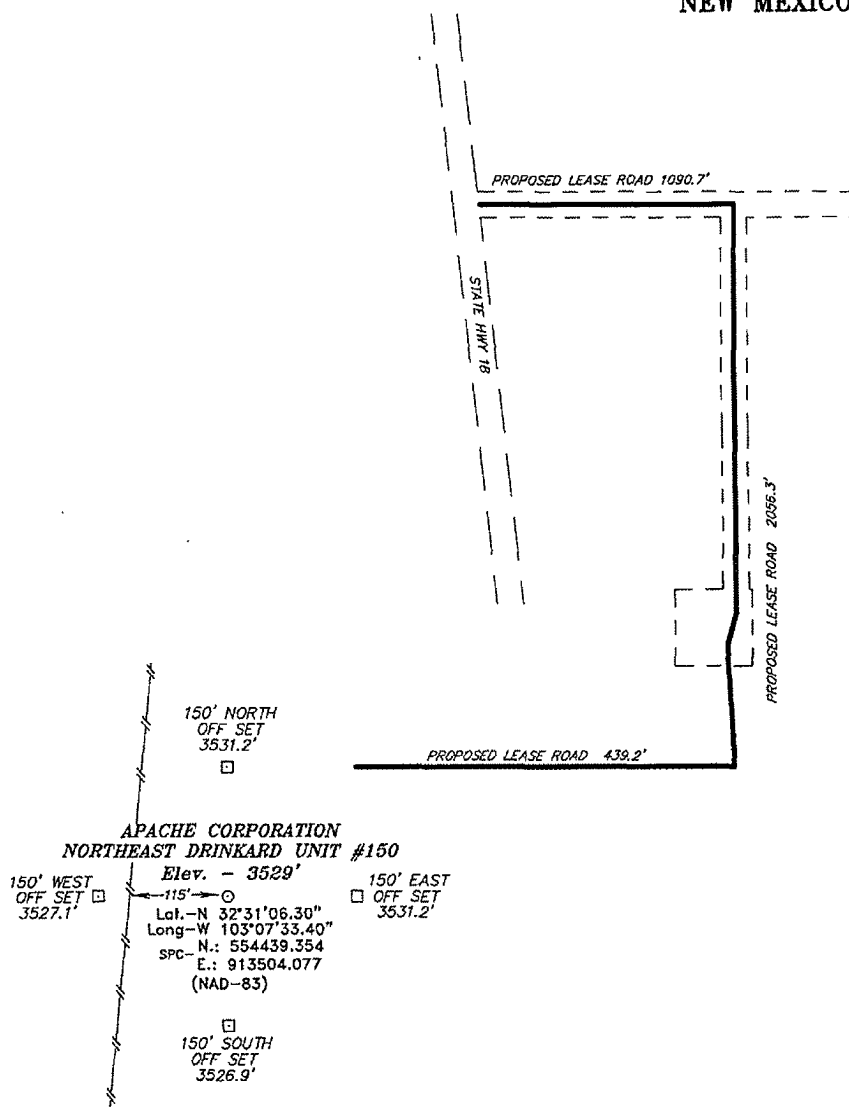 NEW MEXICO
PROPOSED LEASE ROAD 1090.7'
STATE HWY 18
PROPOSED LEASE ROAD 2056.3'
150' NORTH
OFF SET
3531.2'
PROPOSED LEASE ROAD 439.2'
APACHE CORPORATION
NORTHEAST DRINKARD UNIT #150
Elev. - 3529'
150' WEST
OFF SET
3527.1'
115'
150' EAST
OFF SET
3531.2'
Lat.-N 32°31'06.30"
Long-W 103°07'33.40"
SPC- N.: 554439.354
E.: 913504.077
(NAD-83)
150' SOUTH
OFF SET
3526.9'